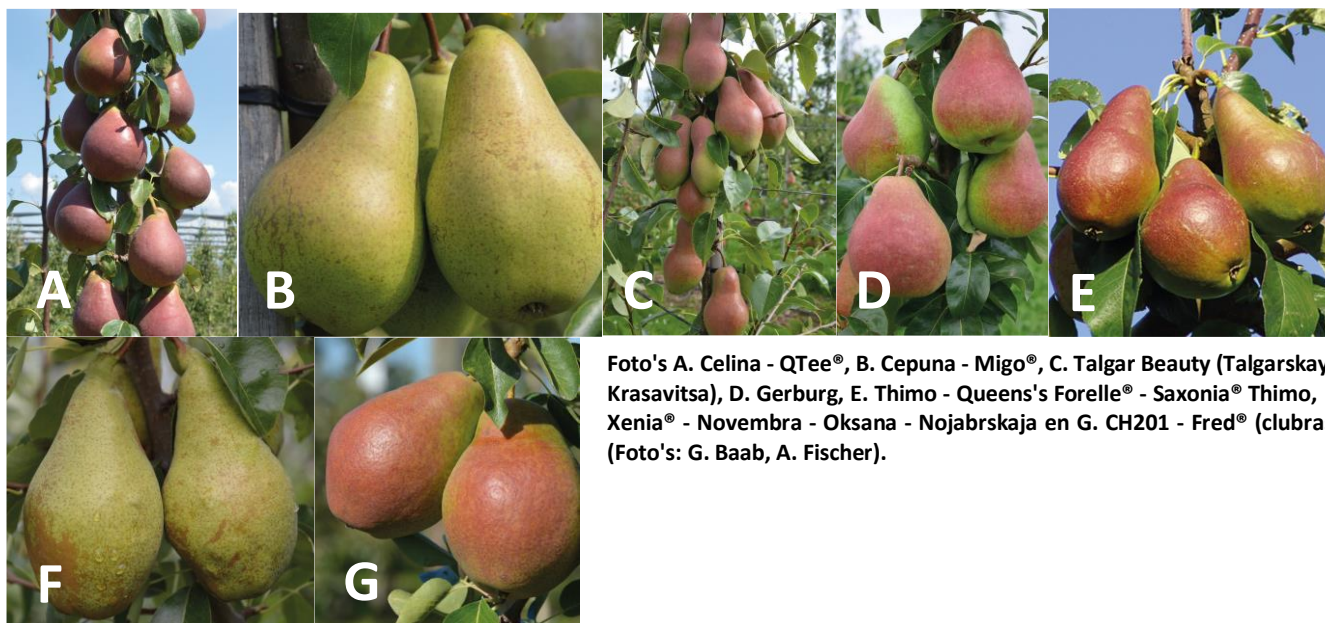 A
B
C
D
E
F
G
Foto's A. Celina - QTee®, B. Cepuna - Migo®, C. Talgar Beauty (Talgarskay
Krasavitsa), D. Gerburg, E. Thimo - Queens's Forelle® - Saxonia® Thimo,
Xenia® - Novembra - Oksana - Nojabrskaja en G. CH201 - Fred® (clubra
(Foto's: G. Baab, A. Fischer).